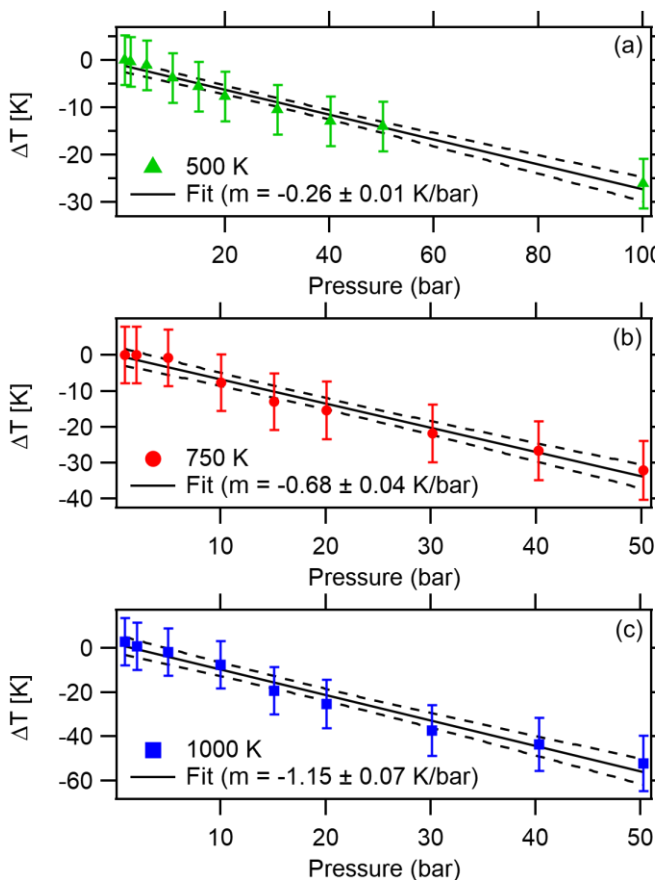 (a)
0
-10
-20
-30
ΔT [K]
500 K
Fit (m = -0.26 ± 0.01 K/bar)
20 40 60 80 100
Pressure (bar)
(b)
0
-10
-20
-30
-40
ΔT [K]
750 K
Fit (m = -0.68 ± 0.04 K/bar)
10 20 30 40 50
Pressure (bar)
(c)
0
-20
-40
-60
ΔT [K]
1000 K
Fit (m = -1.15 ± 0.07 K/bar)
10 20 30 40 50
Pressure (bar)